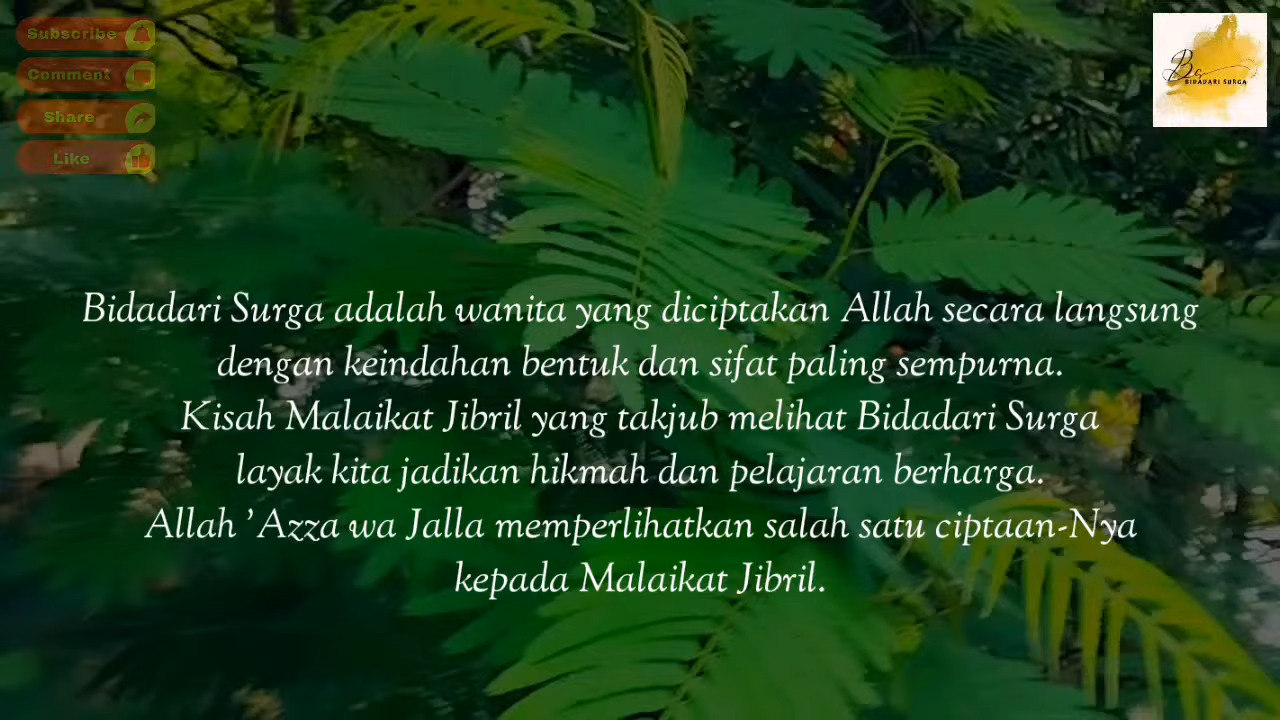 Subscribe
Comment
Share
Like
BIDADARI SURGA
Bidadari Surga adalah wanita yang diciptakan Allah secara langsung
dengan keindahan bentuk dan sifat paling sempurna.
Kisah Malaikat Jibril yang takjub melihat Bidadari Surga
layak kita jadikan hikmah dan pelajaran berharga.
Allah 'Azza wa Jalla memperlihatkan salah satu ciptaan-Nya
kepada Malaikat Jibril.